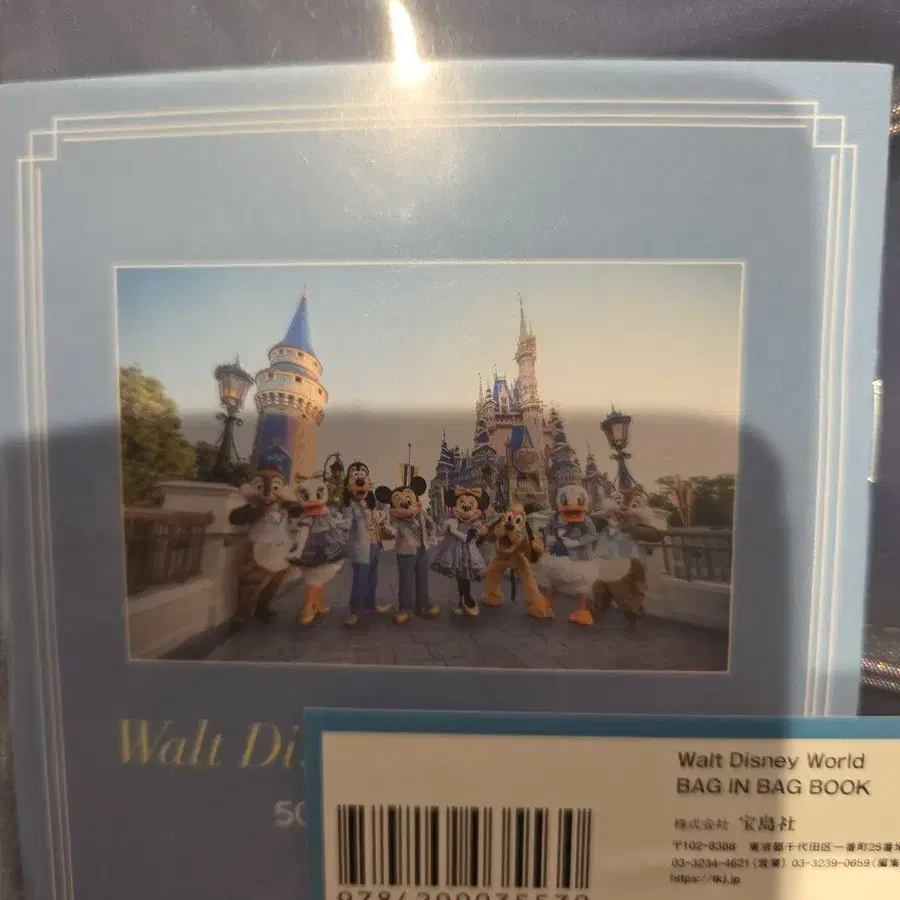 Walt Di
50
Walt Disney World
BAG IN BAG BOOK
株式会社 宝島社
〒102-8388 東京都千代田区一番町25番地
03-3234-4621(営業) 03-3239-0659(編集
https://tkj.jp